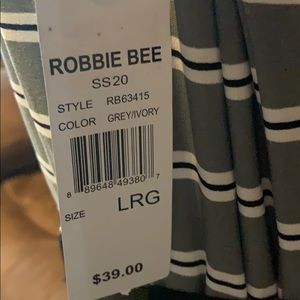 ROBBIE BEE
SS20
STYLE RB63415
COLOR GREY/IVORY
8 89648 49380 7
SIZE LRG
$39.00